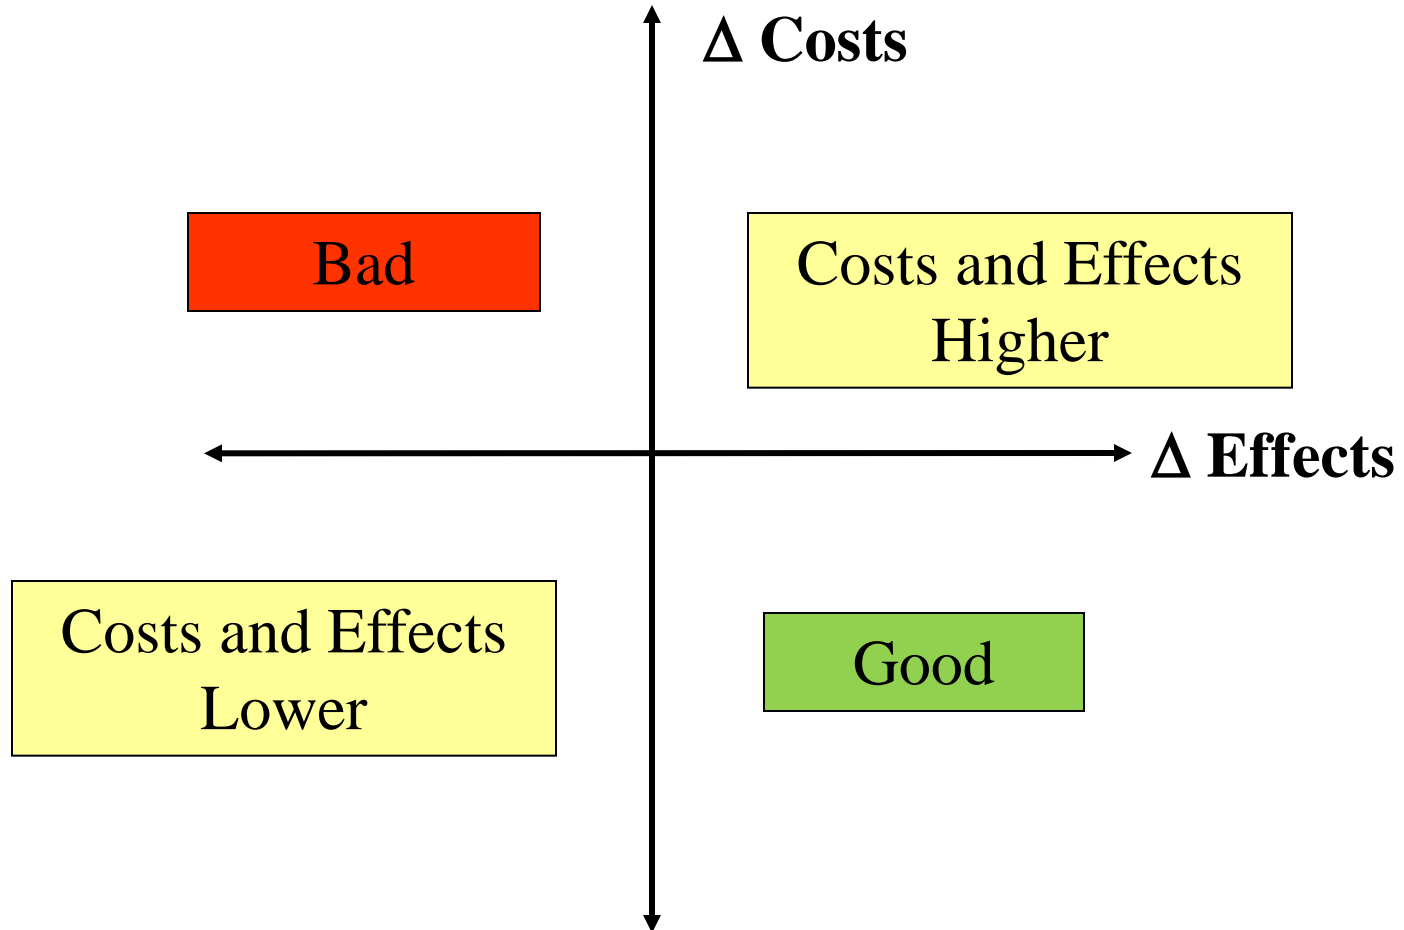 Δ Costs
Bad
Costs and Effects
Higher
Δ Effects
Costs and Effects
Lower
Good